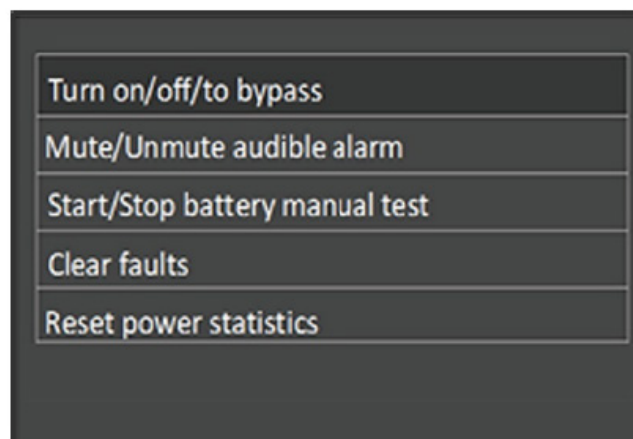 Turn on/off/to bypass
Mute/Unmute audible alarm
Start/Stop battery manual test
Clear faults
Reset power statistics